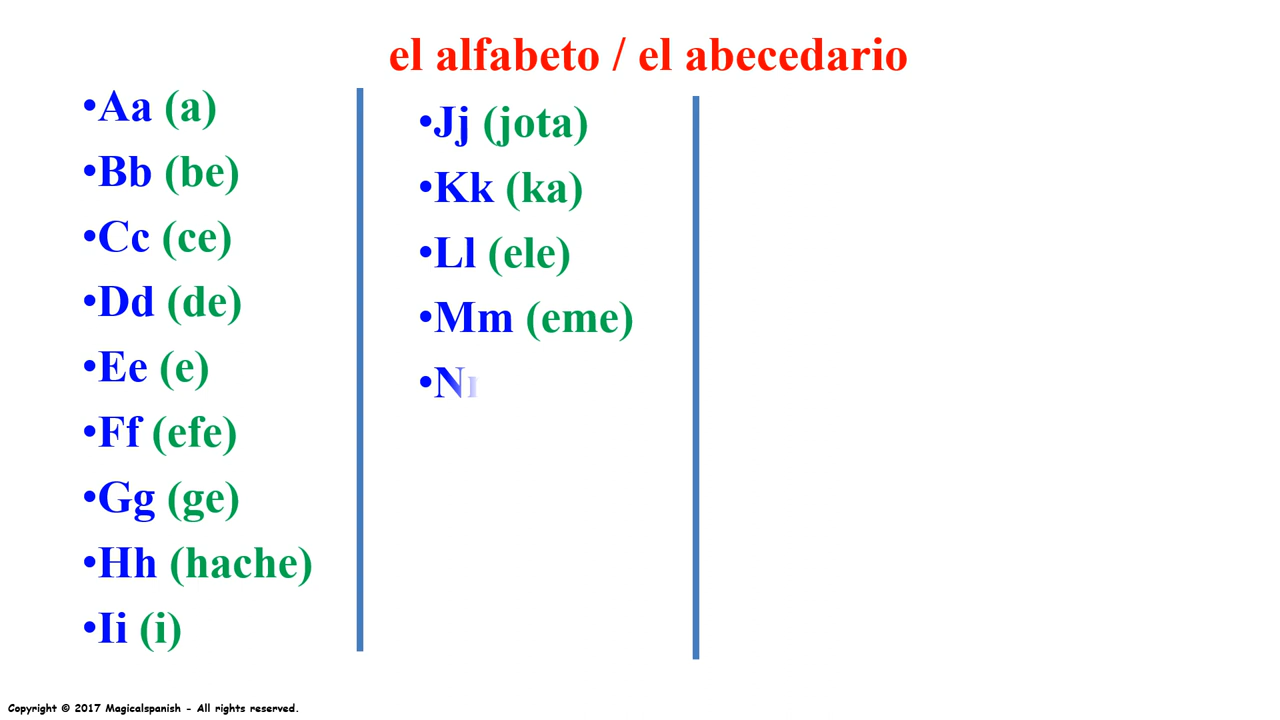 el alfabeto / el abecedario
•Aa (a)
•Bb (be)
•Cc (ce)
•Dd (de)
•Ee (e)
•Ff (efe)
•Gg (ge)
•Hh (hache)
•Ii (i)
•Jj (jota)
•Kk (ka)
•Ll (ele)
•Mm (eme)
•N
Copyright © 2017 Magicalspanish - All rights reserved.